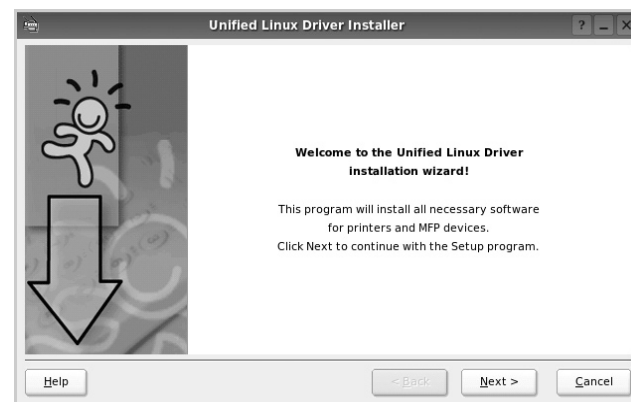 Unified Linux Driver Installer
?
Welcome to the Unified Linux Driver
installation wizard!
This program will install all necessary software
for printers and MFP devices.
Click Next to continue with the Setup program.
Help
< Back
Next >
Cancel